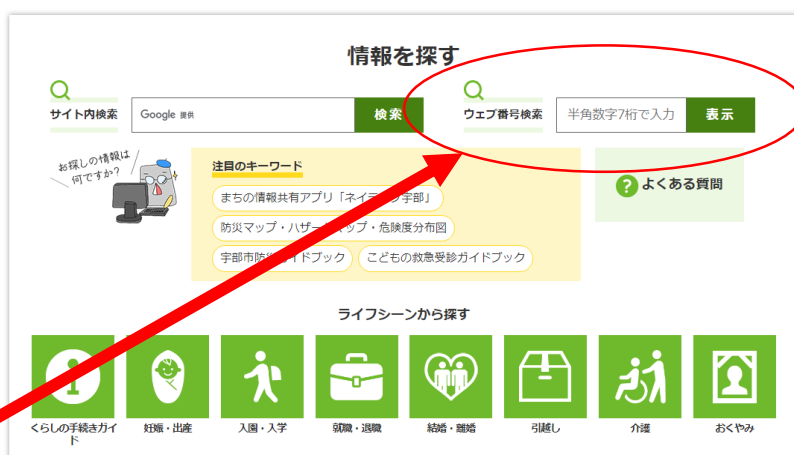 情報を探す
サイト内検索
Google 提供
検索
ウェブ番号検索
半角数字7桁で入力
表示
お探しの情報は
何ですか?
注目のキーワード
まちの情報共有アプリ「ネイ 宇部」
防災マップ・ハザ マップ・危険度分布図
宇部市防 イドブック
こどもの救急受診ガイドブック
? よくある質問
ライフシーンから探す
くらしの手続きガイ
ド
妊娠・出産
入園・入学
就職・退職
結婚・離婚
引越し
介護
おくやみ